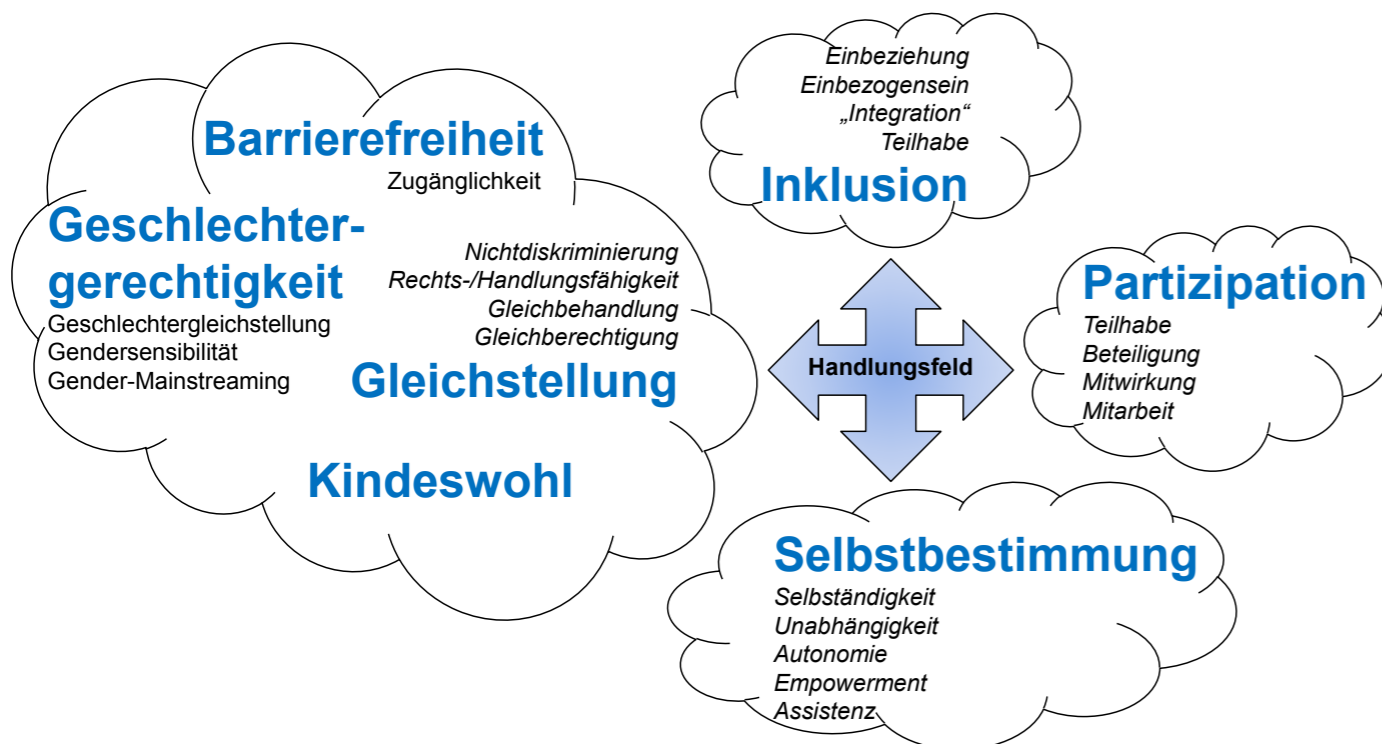 Barrierefreiheit
Zugänglichkeit
Geschlechter-
gerechtigkeit
Geschlechtergleichstellung
Gendersensibilität
Gender-Mainstreaming
Nichtdiskriminierung
Rechts-/Handlungsfähigkeit
Gleichbehandlung
Gleichberechtigung
Gleichstellung
Kindeswohl
Einbeziehung
Einbezogensein
„Integration“
Teilhabe
Inklusion
Handlungsfeld
Partizipation
Teilhabe
Beteiligung
Mitwirkung
Mitarbeit
Selbstbestimmung
Selbständigkeit
Unabhängigkeit
Autonomie
Empowerment
Assistenz